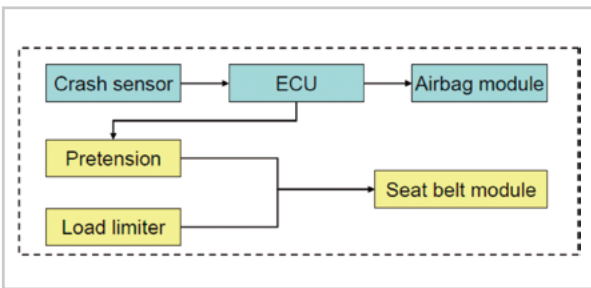 Crash sensor
ECU
Airbag module
Pretension
Seat belt module
Load limiter